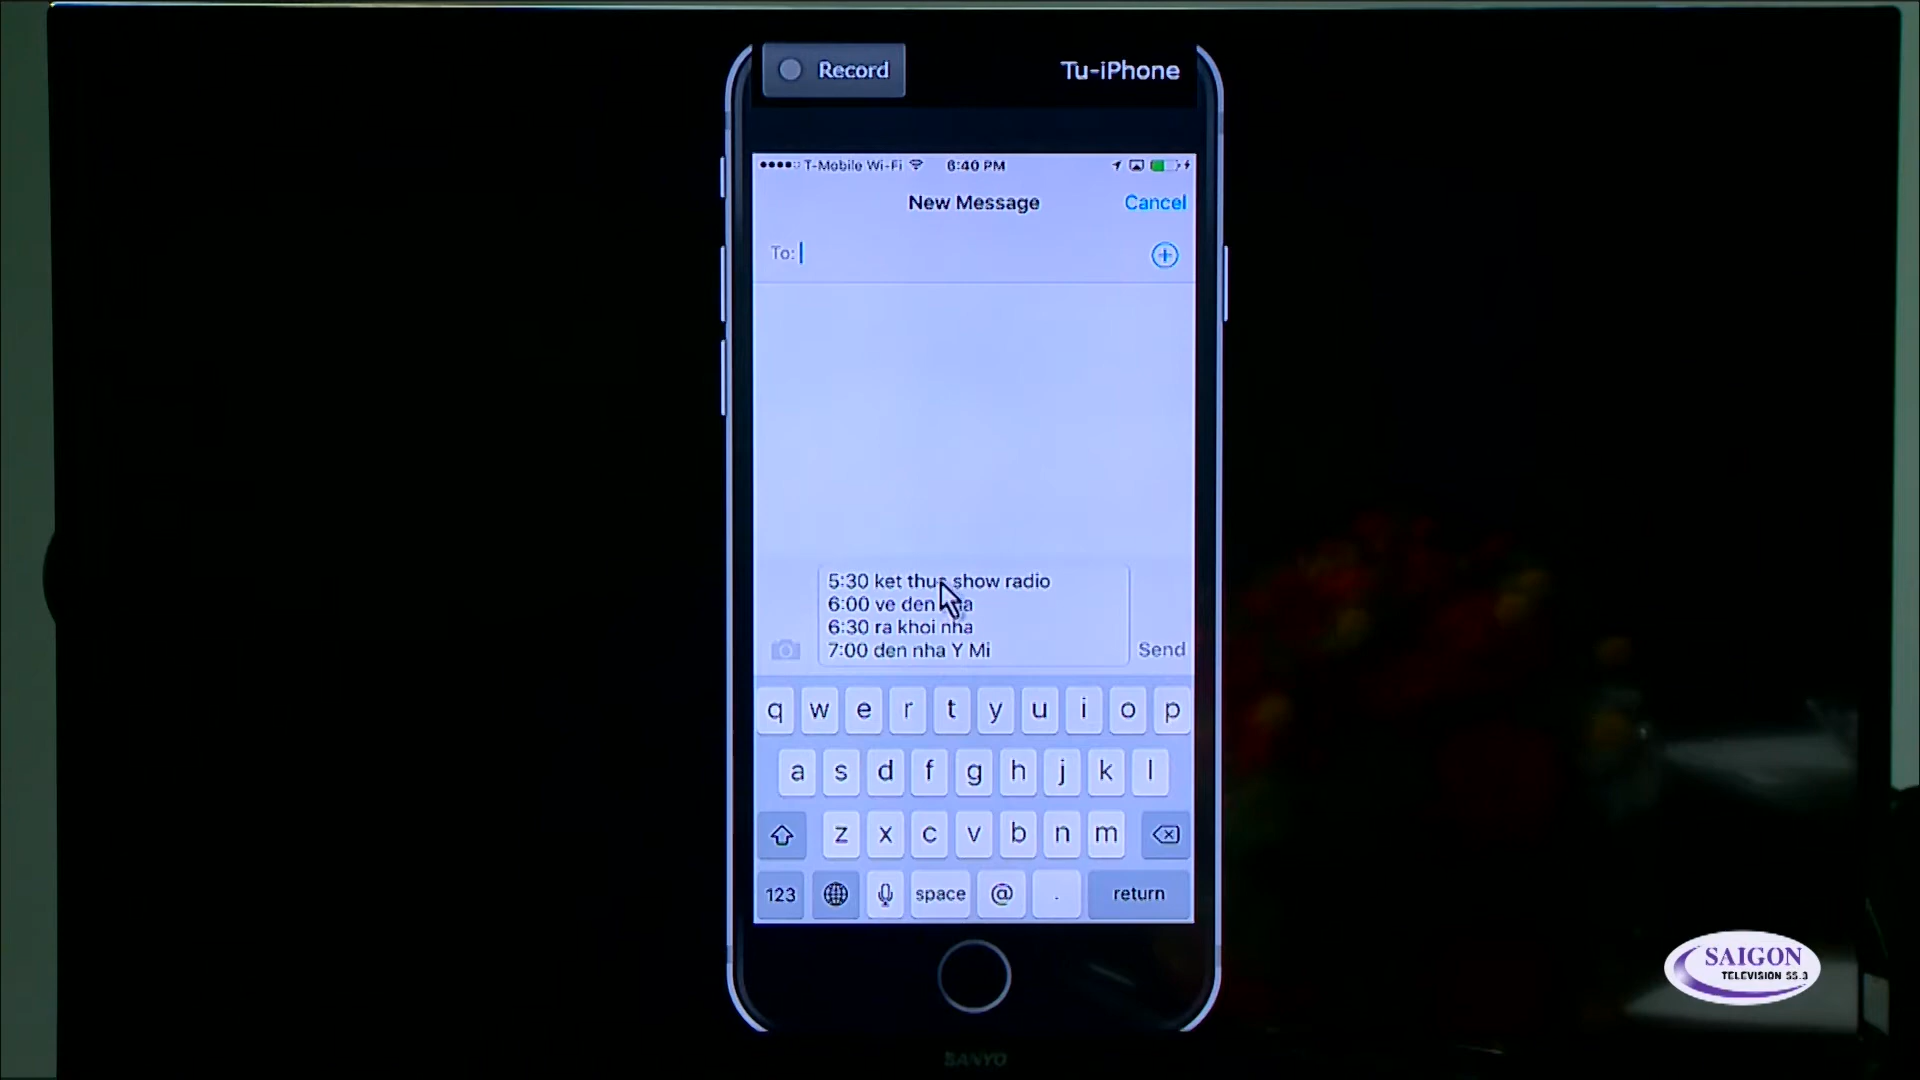 Record
Tu-iPhone
T-Mobile Wi-Fi 6:40 PM
New Message
Cancel
To:
5:30 ket thuc show radio
6:00 ve den nha
6:30 ra khoi nha
7:00 den nha Y Mi
Send
q w e r t y u i o p
a s d f g h j k l
z x c v b n m
123 space @ . return
SAIGON
TELEVISION 55.3
SANYO